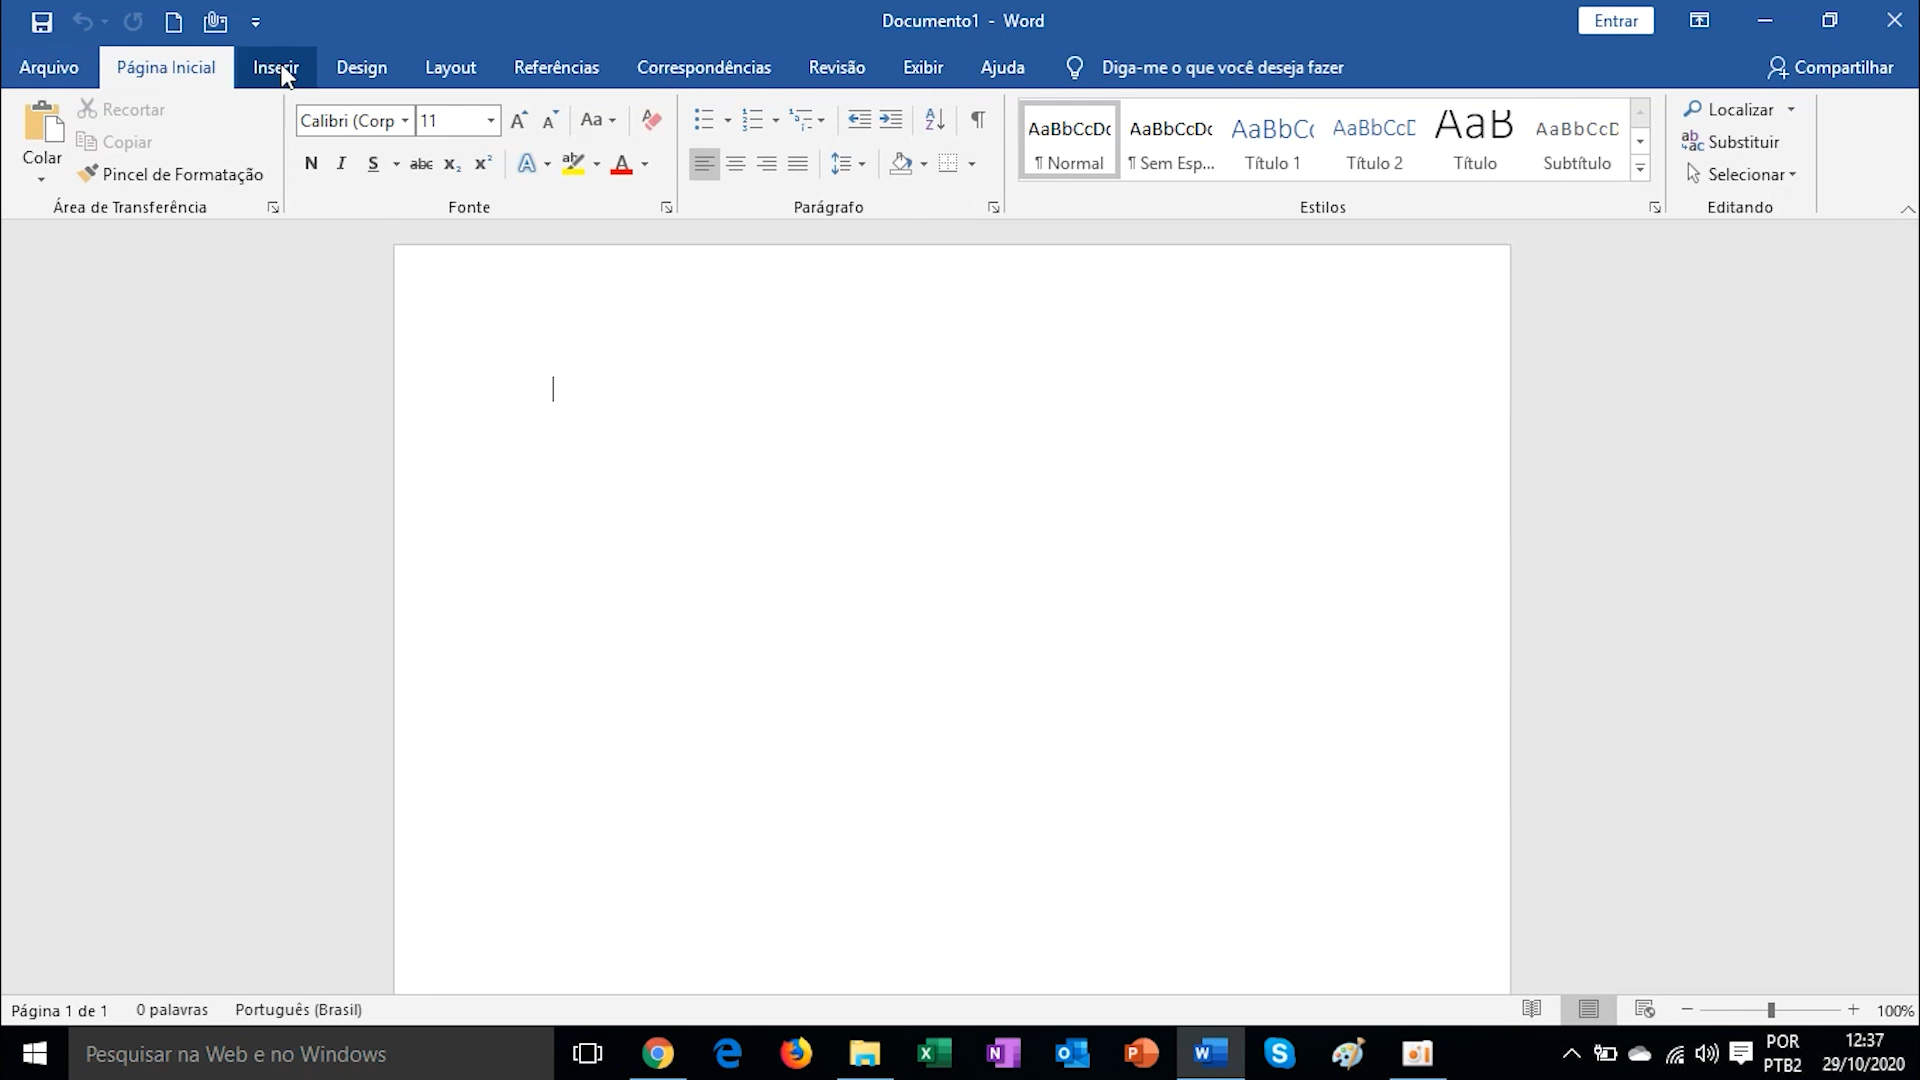 Documento1 - Word
Entrar
Arquivo
Página Inicial
Inserir
Design
Layout
Referências
Correspondências
Revisão
Exibir
Ajuda
Diga-me o que você deseja fazer
Compartilhar
Colar
Recortar
Copiar
Pincel de Formatação
Área de Transferência
Calibri (Corp
11
Aa
N I S abc x₂ x²
Fonte
Parágrafo
AaBbCcDc
¶ Normal
AaBbCcDc
¶ Sem Esp...
AaBbCc
Título 1
AaBbCcD
Título 2
AaB
Título
AaBbCcD
Subtítulo
Estilos
Localizar
Substituir
Selecionar
Editando
Página 1 de 1
0 palavras
Português (Brasil)
100%
Pesquisar na Web e no Windows
POR
PTB2
12:37
29/10/2020